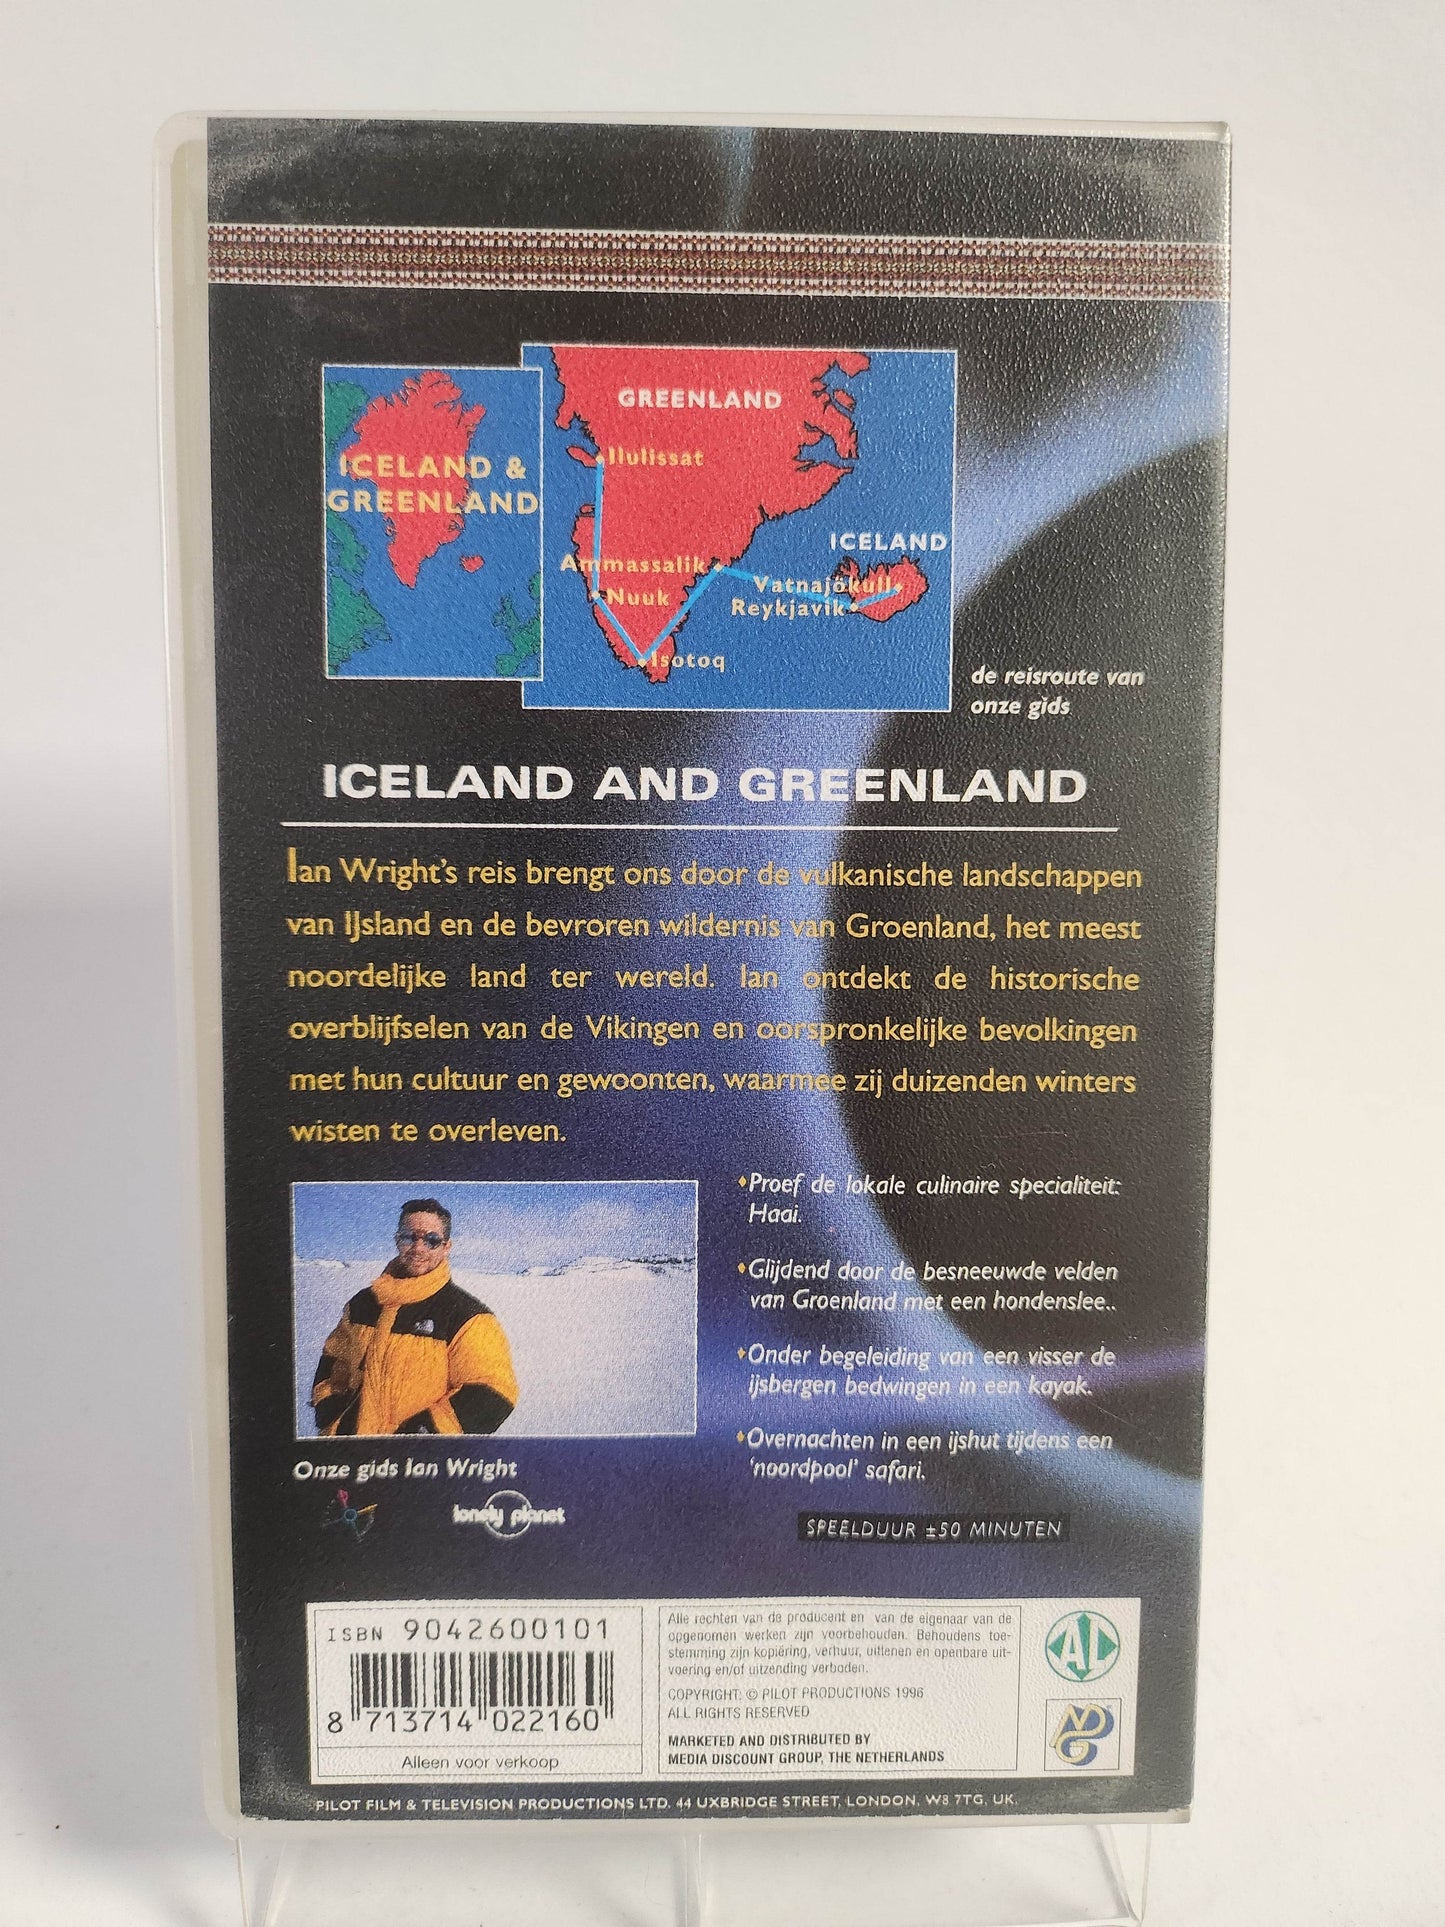 ICELAND &
GREENLAND
GREENLAND
Ilulissat
ICELAND
Ammassalik
Vatnajökull
Nuuk
Reykjavik
Isotoq
de reisroute van
onze gids
ICELAND AND GREENLAND
Ian Wright's reis brengt ons door de vulkanische landschappen
van IJsland en de bevroren wildernis van Groenland, het meest
noordelijke land ter wereld. Ian ontdekt de historische
overblijfselen van de Vikingen en oorspronkelijke bevolkingen
met hun cultuur en gewoonten, waarmee zij duizenden winters
wisten te overleven.
•Proef de lokale culinaire specialiteit:
Haai.
•Glijdend door de besneeuwde velden
van Groenland met een hondenslee..
•Onder begeleiding van een visser de
ijsbergen bedwingen in een kayak.
•Overnachten in een ijshut tijdens een
'noordpool' safari.
Onze gids Ian Wright
lonely planet
SPEELDUUR ±50 MINUTEN
ISBN 9042600101
8 713714 022160
Alleen voor verkoop
Alle rechten van de producent en van de eigenaar van de
opgenomen werken zijn voorbehouden. Behoudens toe-
stemming zijn kopiëring, verhuur, uitlenen en openbare uit-
voering en/of uitzending verboden.
COPYRIGHT: © PILOT PRODUCTIONS 1996
ALL RIGHTS RESERVED
MARKETED AND DISTRIBUTED BY
MEDIA DISCOUNT GROUP, THE NETHERLANDS
AL
MDG
PILOT FILM & TELEVISION PRODUCTIONS LTD. 44 UXBRIDGE STREET, LONDON. W8 7TG, UK.